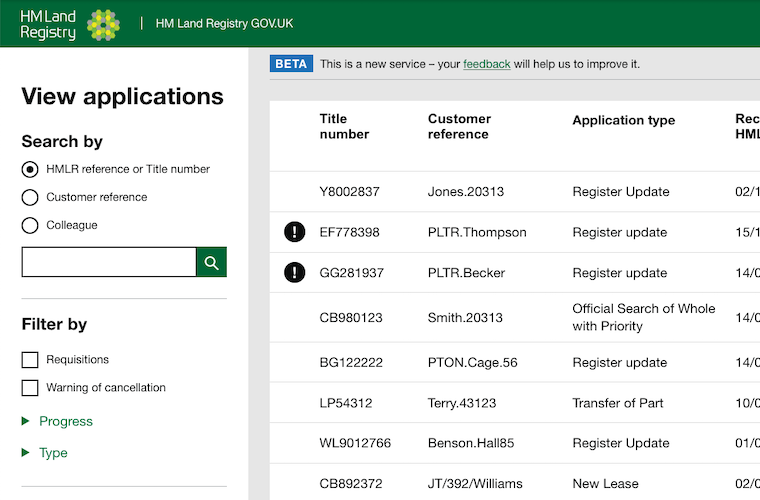 HM Land
Registry
HM Land Registry GOV.UK
BETA This is a new service – your feedback will help us to improve it.
View applications
Search by
HMLR reference or Title number
Customer reference
Colleague
Filter by
Requisitions
Warning of cancellation
Progress
Type
Title number Customer reference Application type Rec HML
Y8002837 Jones.20313 Register Update 02/1
! EF778398 PLTR.Thompson Register update 15/1
! GG281937 PLTR.Becker Register update 14/0
CB980123 Smith.20313 Official Search of Whole with Priority 14/0
BG122222 PTON.Cage.56 Register update 14/0
LP54312 Terry.43123 Transfer of Part 10/0
WL9012766 Benson.Hall85 Register Update 01/0
CB892372 JT/392/Williams New Lease 02/0